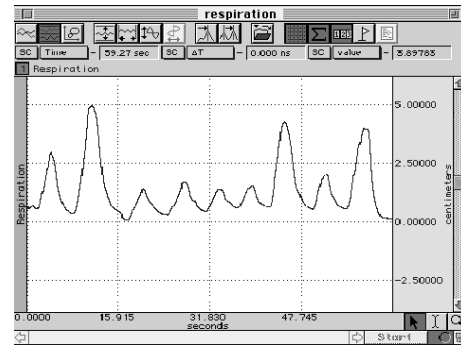 respiration
SC Time = 59.27 sec SC ΔT = 0.000 ns SC value = 3.89783
1 Respiration
5.00000
2.50000
0.00000
-2.50000
Respiration
centimeters
0.0000 15.915 31.830 47.745
seconds
Start